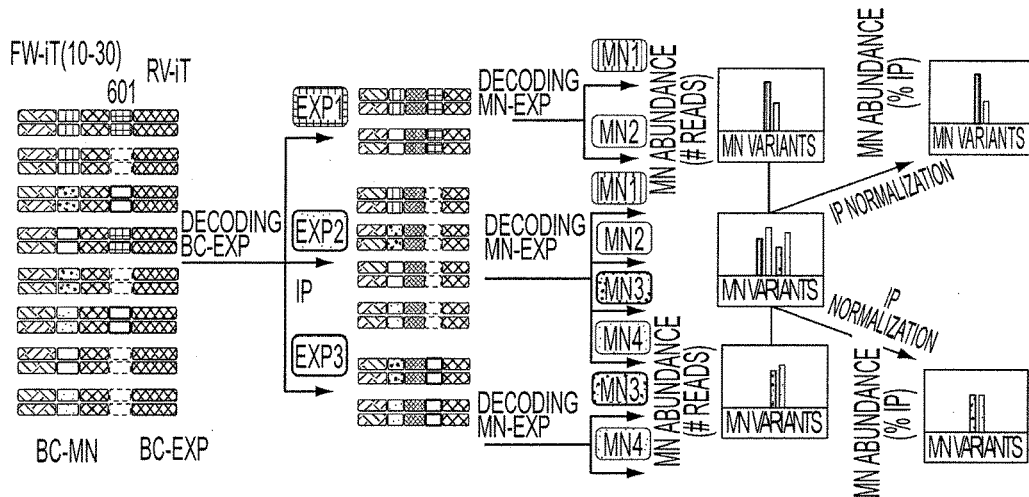 FW-iT(10-30)
601
RV-iT
BC-MN
BC-EXP
DECODING
BC-EXP
EXP1
EXP2
IP
EXP3
DECODING
MN-EXP
DECODING
MN-EXP
DECODING
MN-EXP
MN1
MN2
MN1
MN2
MN3
MN4
MN3
MN4
MN ABUNDANCE
(# READS)
MN ABUNDANCE
(# READS)
MN VARIANTS
MN VARIANTS
MN VARIANTS
IP NORMALIZATION
IP
NORMALIZATION
MN ABUNDANCE
(% IP)
MN VARIANTS
MN ABUNDANCE
(% IP)
MN VARIANTS